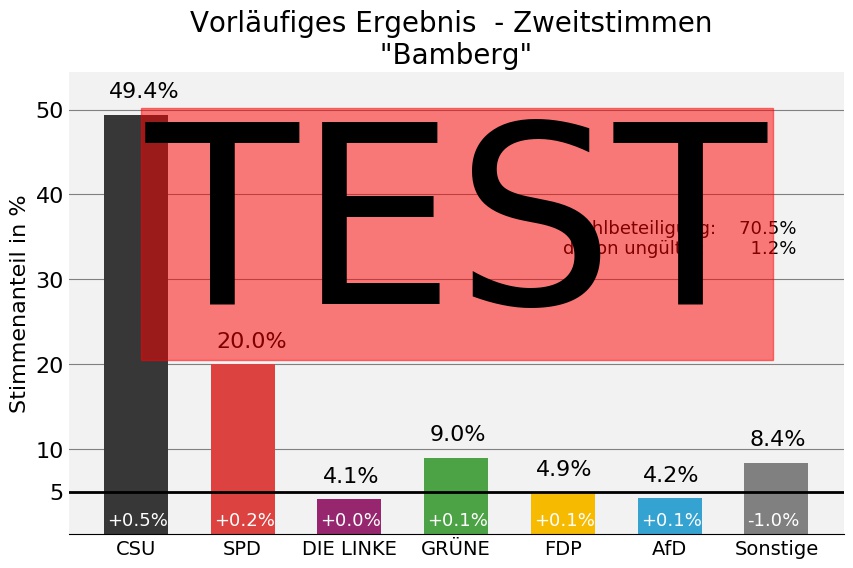 Vorläufiges Ergebnis - Zweitstimmen
"Bamberg"
Stimmenanteil in %
50
40
30
20
10
5
49.4%
20.0%
4.1%
9.0%
4.9%
4.2%
8.4%
TEST
70.5%
1.2%
+0.5%
+0.2%
+0.0%
+0.1%
+0.1%
+0.1%
-1.0%
CSU
SPD
DIE LINKE
GRÜNE
FDP
AfD
Sonstige